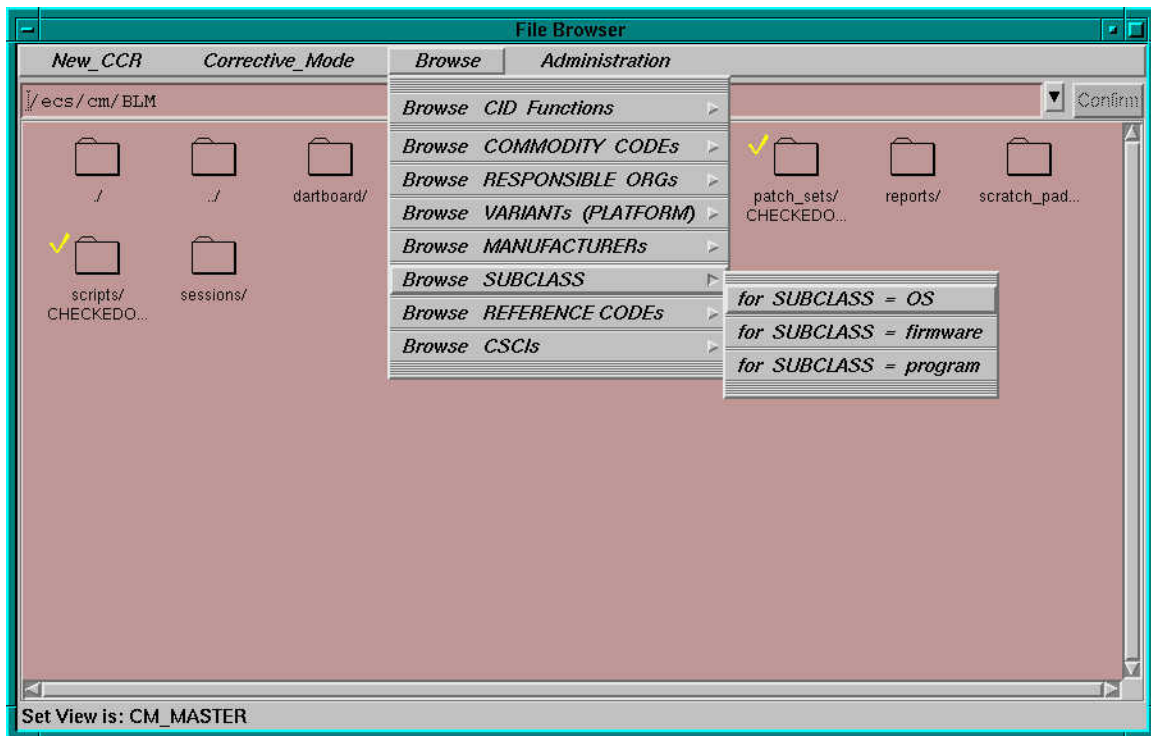 File Browser
New_CCR Corrective_Mode Browse Administration
/ecs/cm/BLM Confirm
Browse CID Functions
Browse COMMODITY CODEs
Browse RESPONSIBLE ORGs
Browse VARIANTs (PLATFORM)
Browse MANUFACTURERs
Browse SUBCLASS
Browse REFERENCE CODEs
Browse CSCIs
for SUBCLASS = OS
for SUBCLASS = firmware
for SUBCLASS = program
./ ../ dartboard/ patch_sets/ reports/ scratch_pad...
CHECKEDO...
scripts/ sessions/
CHECKEDO...
Set View is: CM_MASTER